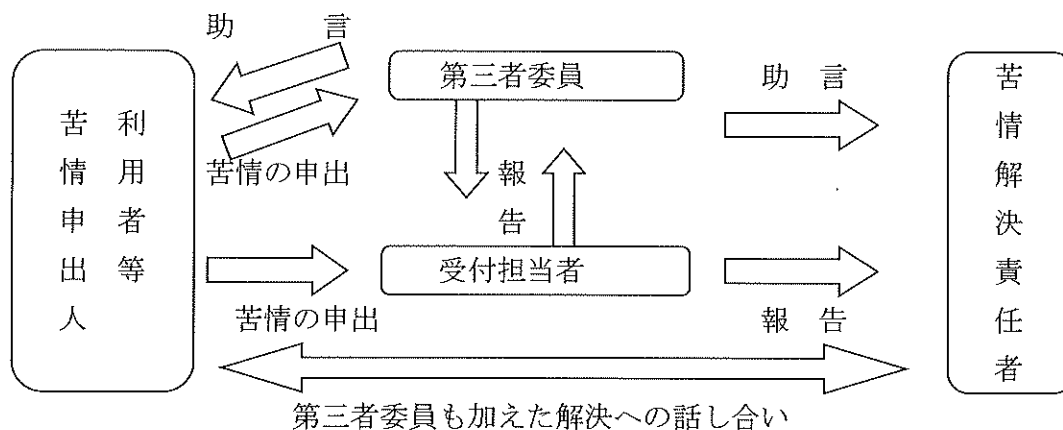 助言
第三者委員
助言
利用者等
苦情申出人
苦情の申出
報告
受付担当者
苦情の申出
報告
苦情解決責任者
第三者委員も加えた解決への話し合い